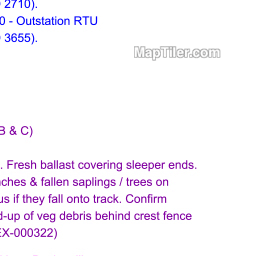 2710).
0 - Outstation RTU
3655).
MapTiler.com
B & C)
. Fresh ballast covering sleeper ends.
ches & fallen saplings / trees on
us if they fall onto track. Confirm
d-up of veg debris behind crest fence
EX-000322)